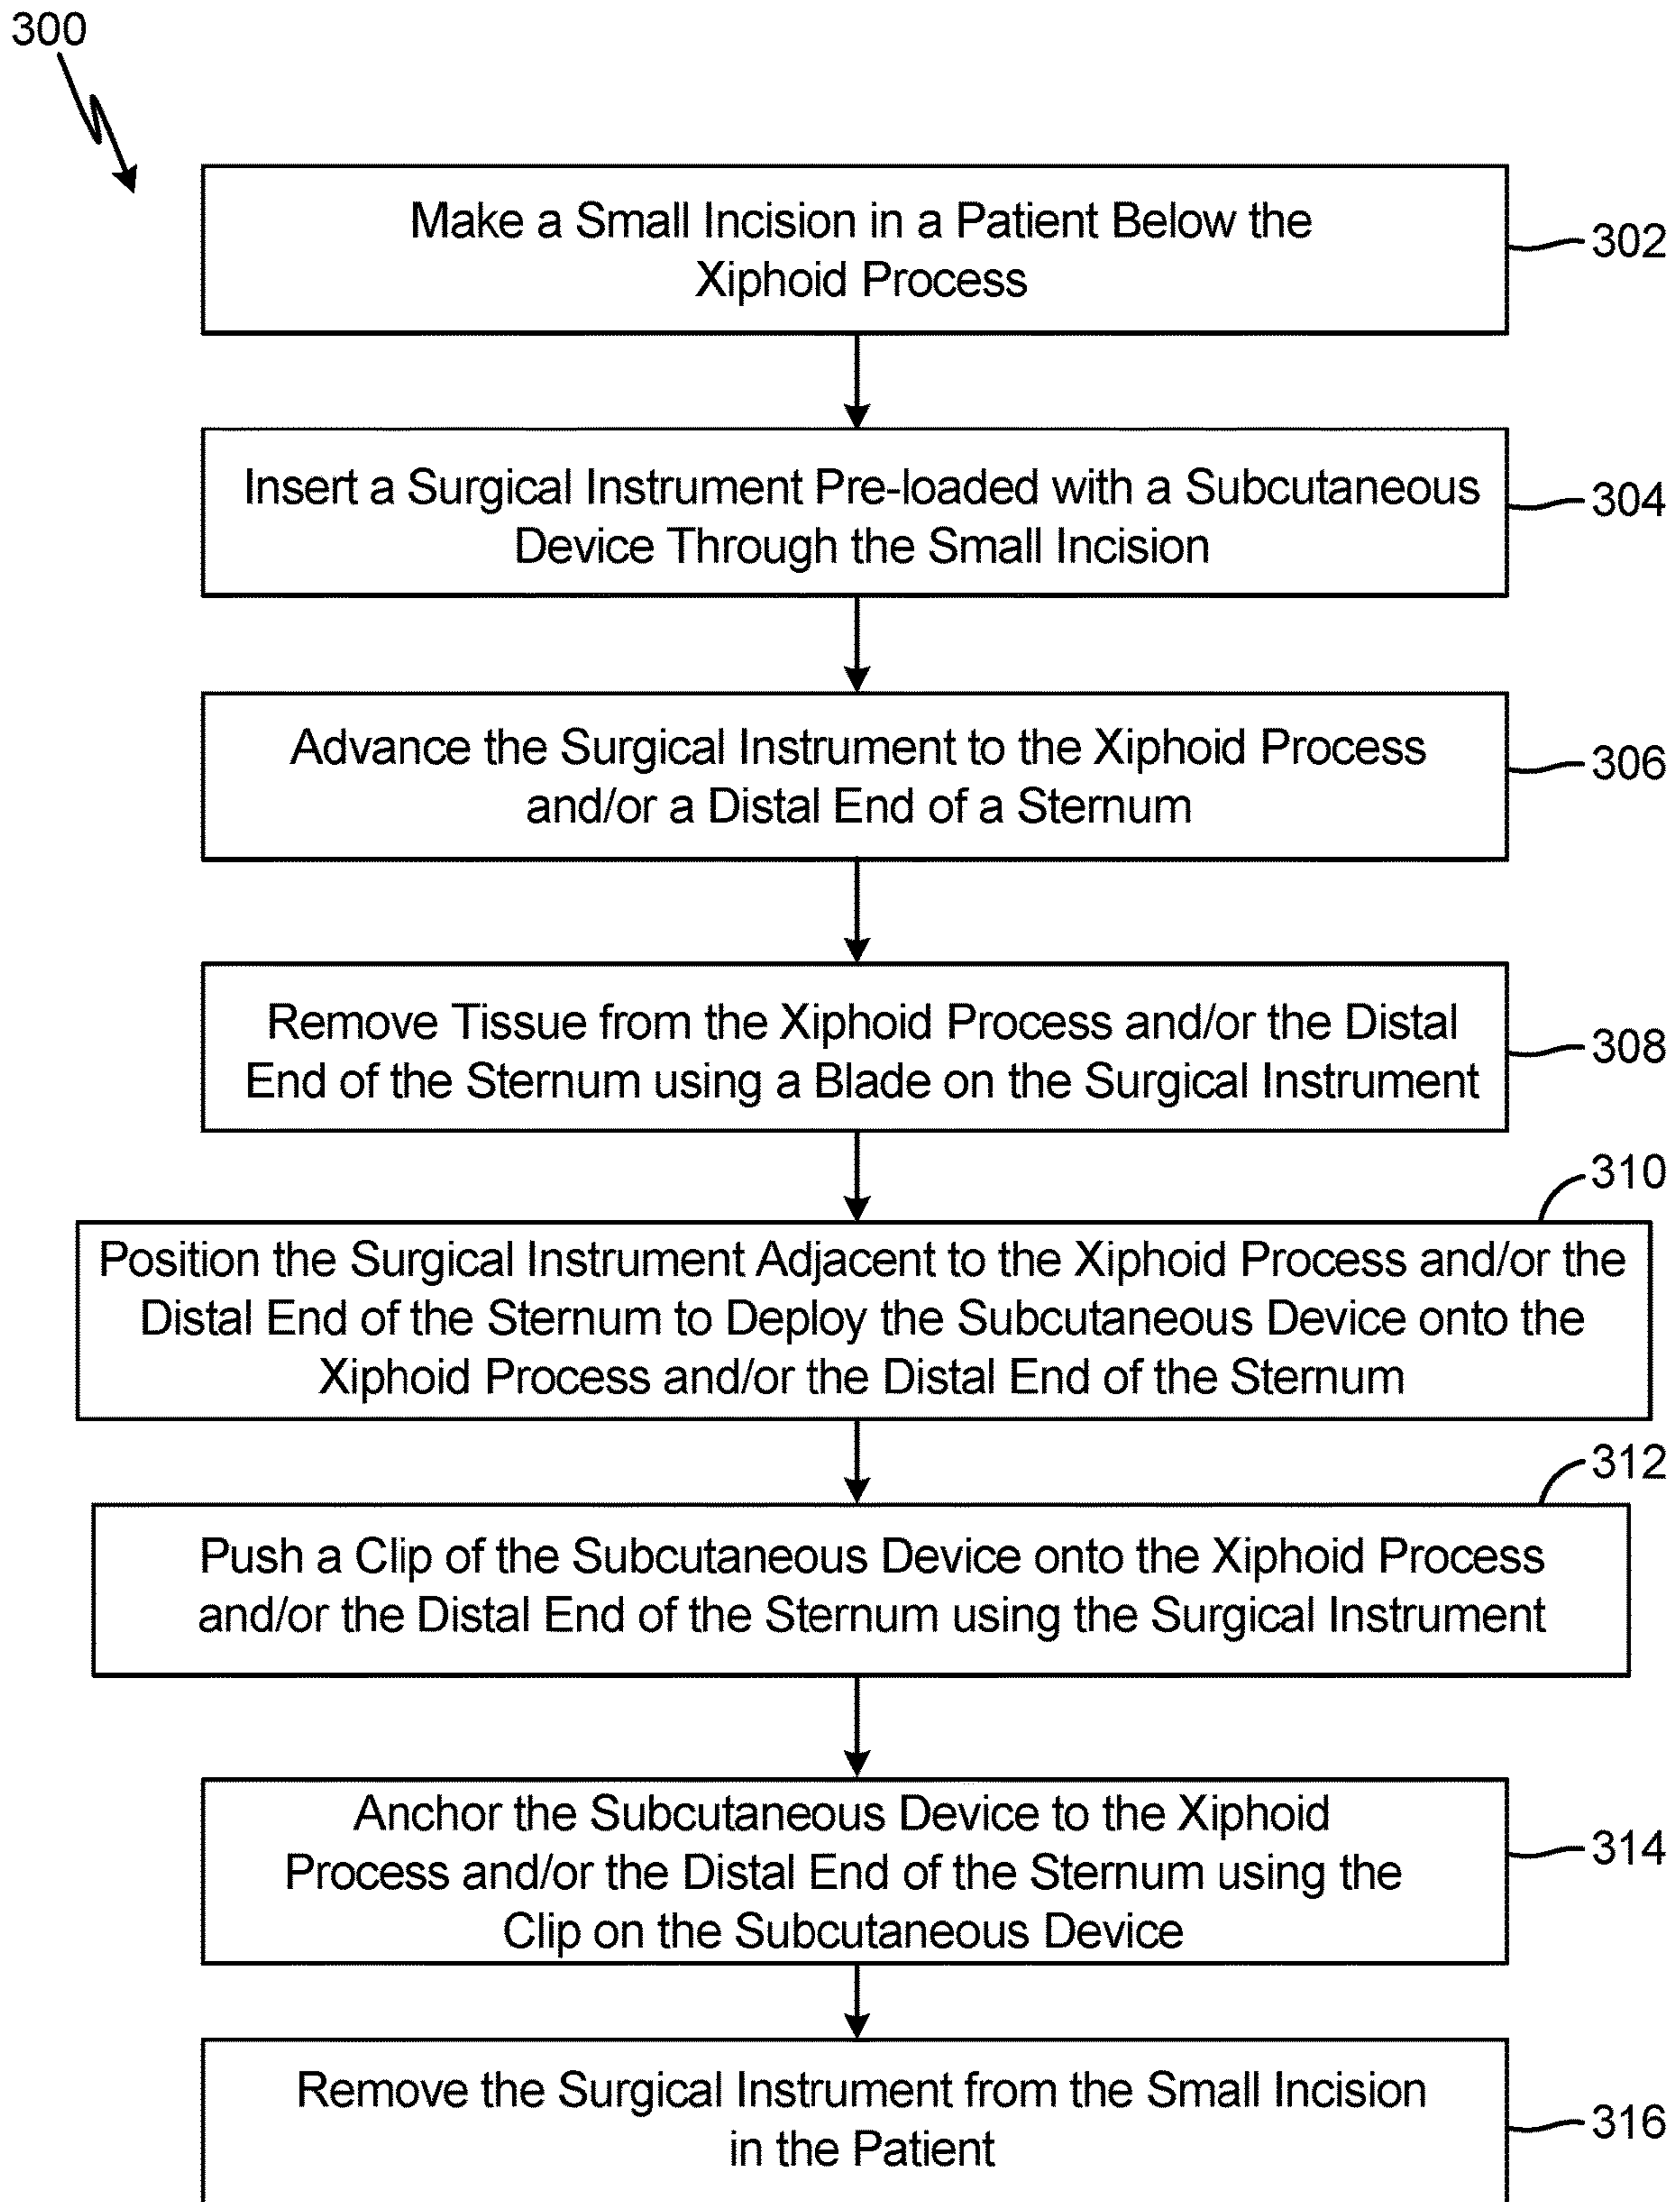 300
Make a Small Incision in a Patient Below the
Xiphoid Process
302
Insert a Surgical Instrument Pre-loaded with a Subcutaneous
Device Through the Small Incision
304
Advance the Surgical Instrument to the Xiphoid Process
and/or a Distal End of a Sternum
306
Remove Tissue from the Xiphoid Process and/or the Distal
End of the Sternum using a Blade on the Surgical Instrument
308
310
Position the Surgical Instrument Adjacent to the Xiphoid Process and/or the
Distal End of the Sternum to Deploy the Subcutaneous Device onto the
Xiphoid Process and/or the Distal End of the Sternum
312
Push a Clip of the Subcutaneous Device onto the Xiphoid Process
and/or the Distal End of the Sternum using the Surgical Instrument
Anchor the Subcutaneous Device to the Xiphoid
Process and/or the Distal End of the Sternum using the
Clip on the Subcutaneous Device
314
Remove the Surgical Instrument from the Small Incision
in the Patient
316